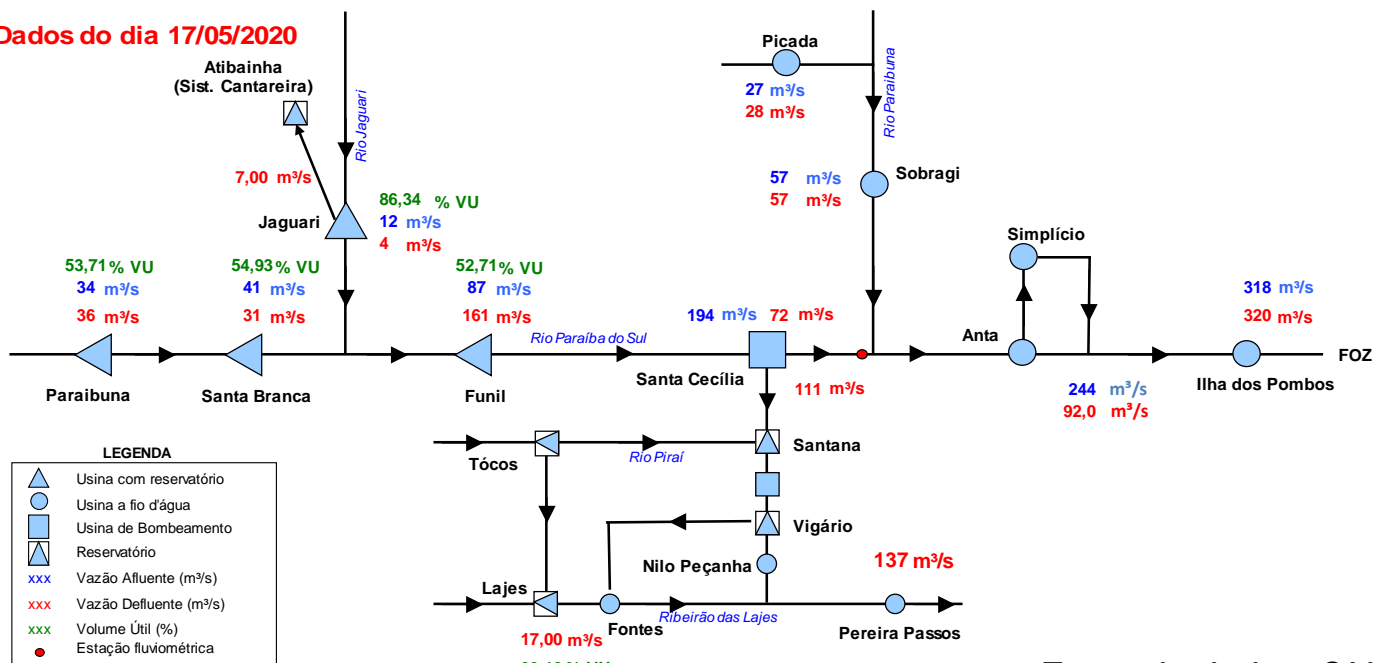 Dados do dia 17/05/2020
Atibainha
(Sist. Cantareira)
Rio Jaguari
7,00 m³/s
Jaguari
86,34 % VU
12 m³/s
4 m³/s
Picada
27 m³/s
28 m³/s
Rio Paraibuna
57 m³/s
57 m³/s
Sobragi
Simplício
53,71 % VU
34 m³/s
36 m³/s
Paraibuna
54,93 % VU
41 m³/s
31 m³/s
Santa Branca
52,71 % VU
87 m³/s
161 m³/s
Funil
Rio Paraíba do Sul
194 m³/s 72 m³/s
Santa Cecília
111 m³/s
Anta
244 m³/s
92,0 m³/s
318 m³/s
320 m³/s
Ilha dos Pombos
FOZ
Tócos
Rio Piraí
Santana
Vigário
Nilo Peçanha
137 m³/s
Lajes
Fontes
Ribeirão das Lajes
Pereira Passos
17,00 m³/s
LEGENDA
Usina com reservatório
Usina a fio d'água
Usina de Bombeamento
Reservatório
xxx Vazão Afluente (m³/s)
xxx Vazão Defluente (m³/s)
xxx Volume Útil (%)
Estação fluviométrica